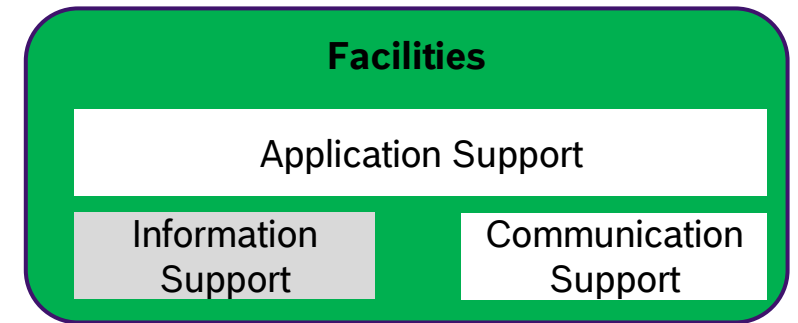 Facilities
Application Support
Information
Support
Communication
Support